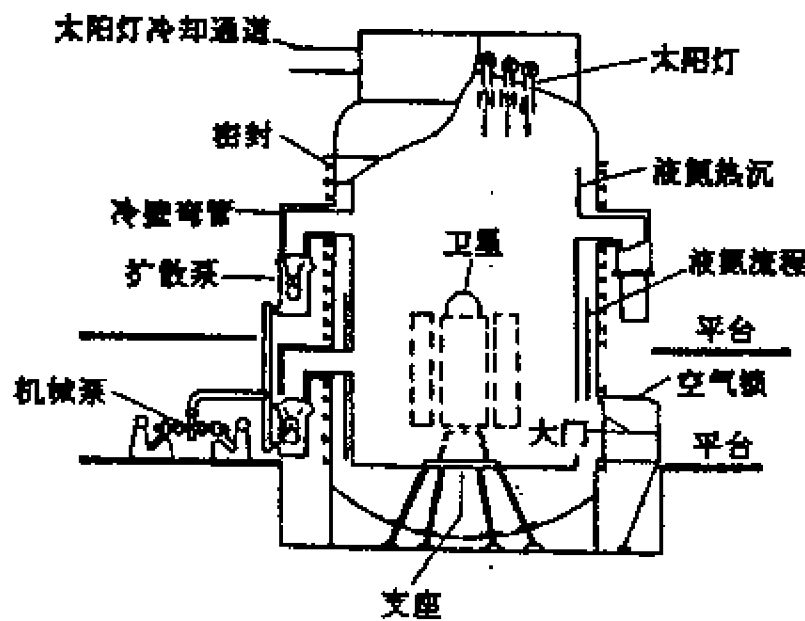 太阳灯冷却通道
太阳灯
密封
液氮热沉
冷壁弯管
卫星
扩散泵
液氮流程
平台
机械泵
空气锁
大门
平台
支座